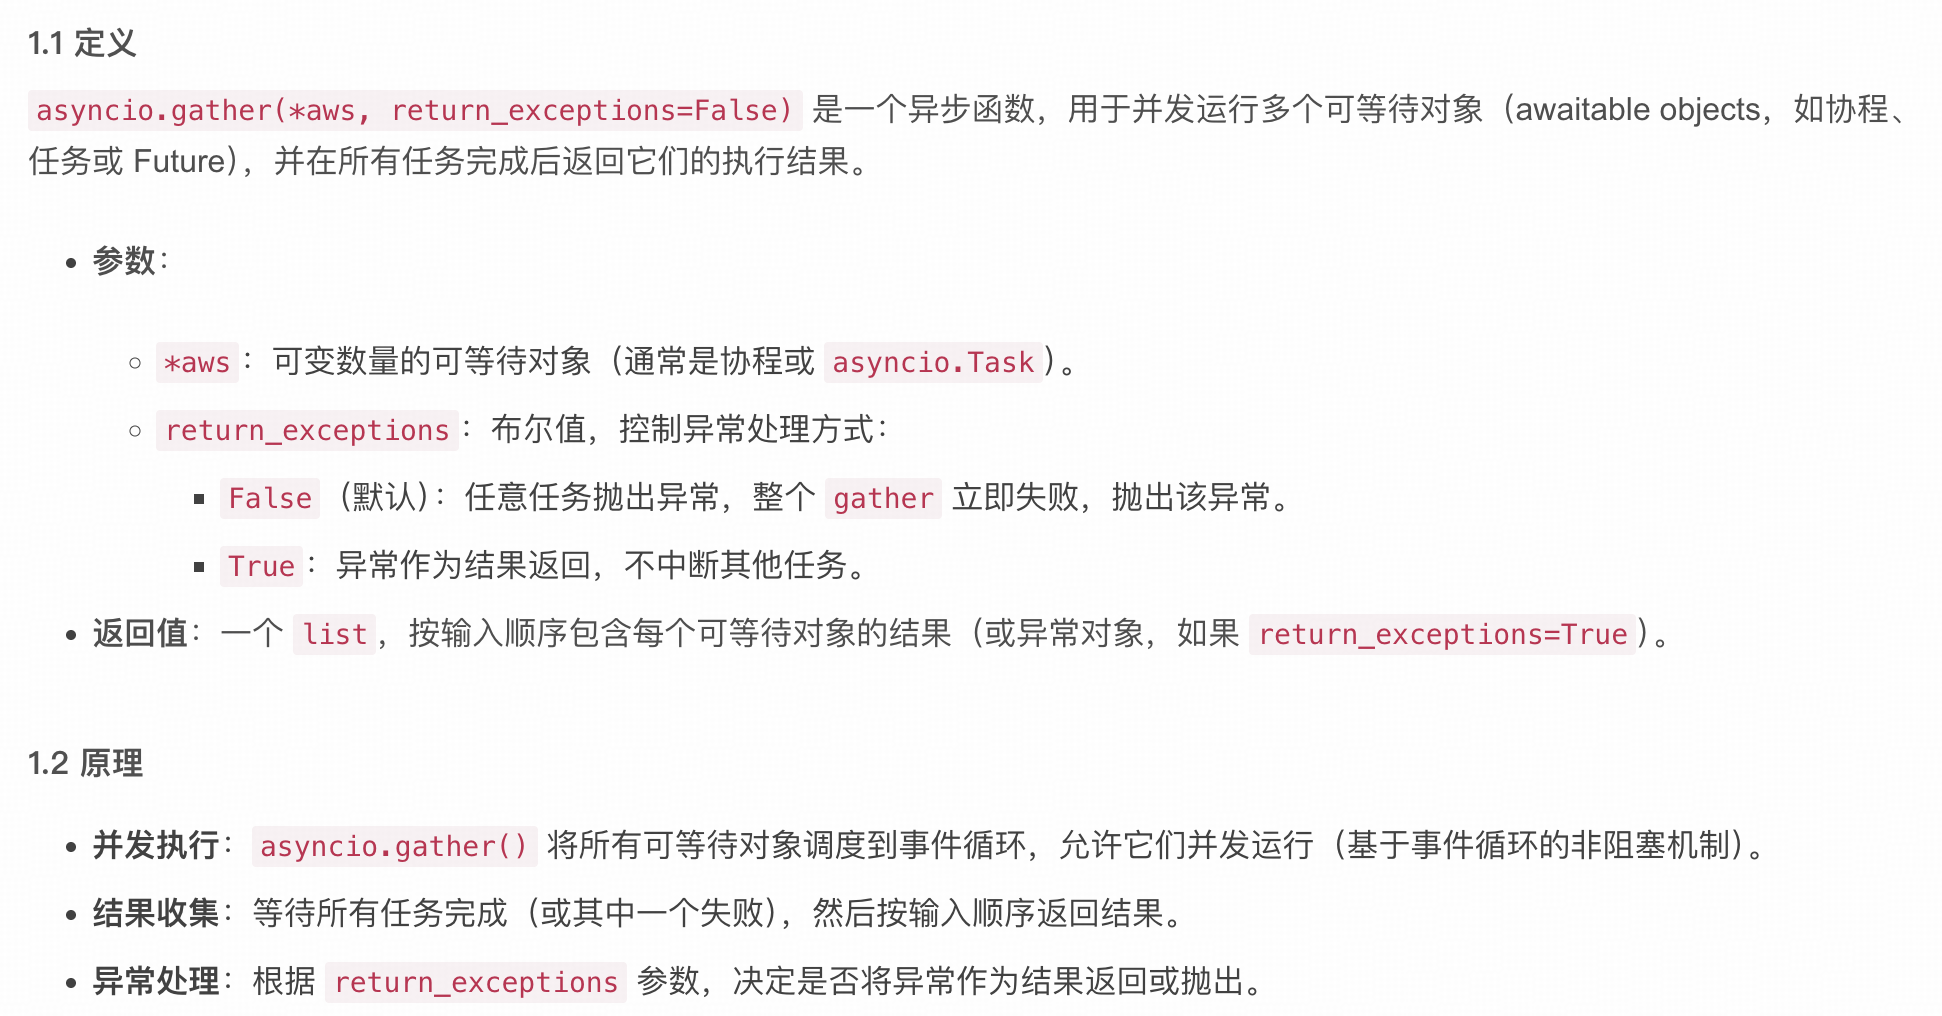 1.1 定义
asyncio.gather(*aws, return_exceptions=False) 是一个异步函数，用于并发运行多个可等待对象（awaitable objects，如协程、
任务或 Future），并在所有任务完成后返回它们的执行结果。
• 参数：
◦ *aws：可变数量的可等待对象（通常是协程或 asyncio.Task）。
◦ return_exceptions：布尔值，控制异常处理方式：
▪ False（默认）：任意任务抛出异常，整个 gather 立即失败，抛出该异常。
▪ True：异常作为结果返回，不中断其他任务。
• 返回值：一个 list，按输入顺序包含每个可等待对象的结果（或异常对象，如果 return_exceptions=True）。
1.2 原理
• 并发执行：asyncio.gather() 将所有可等待对象调度到事件循环，允许它们并发运行（基于事件循环的非阻塞机制）。
• 结果收集：等待所有任务完成（或其中一个失败），然后按输入顺序返回结果。
• 异常处理：根据 return_exceptions 参数，决定是否将异常作为结果返回或抛出。